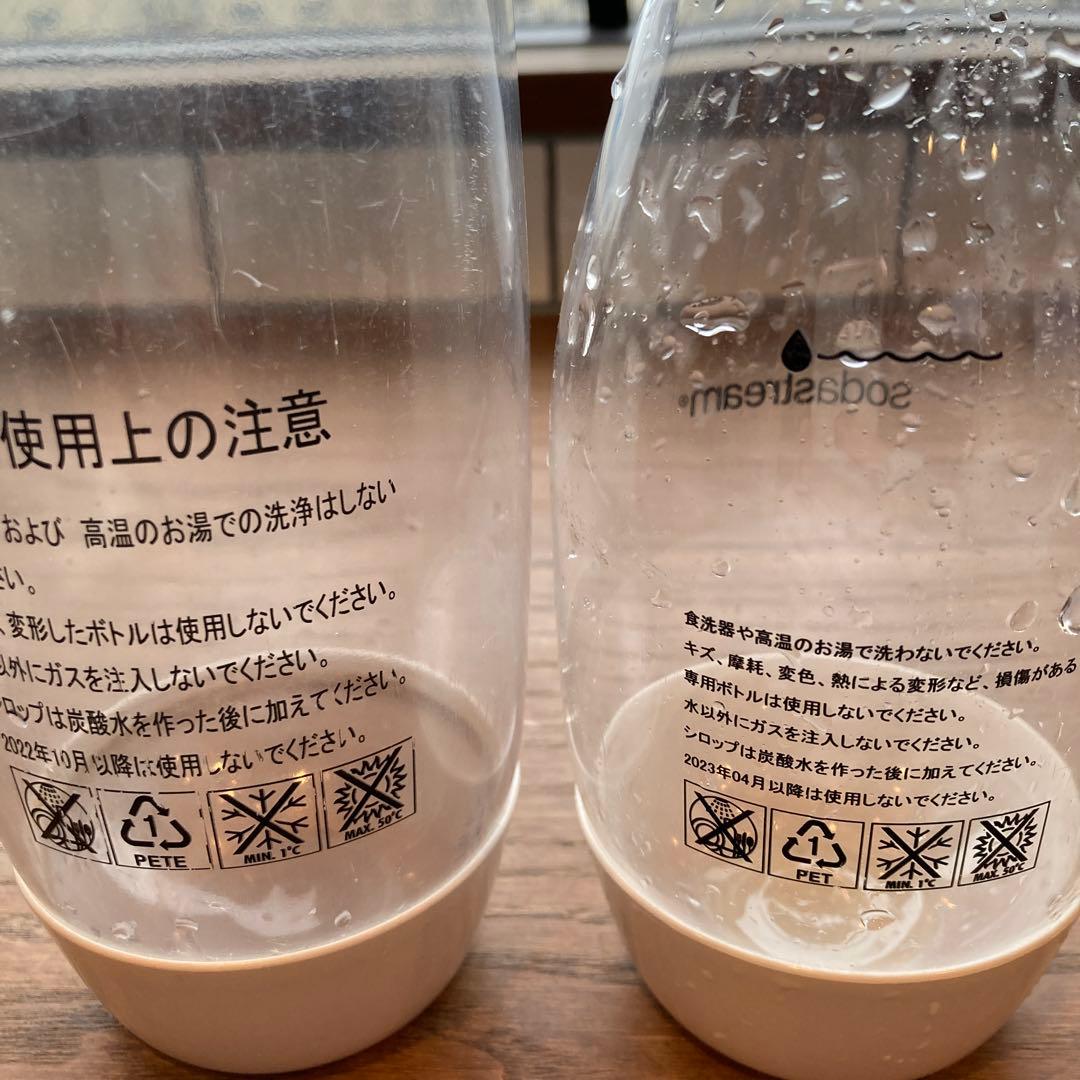 使用上の注意
および 高温のお湯での洗浄はしない
さい。
、変形したボトルは使用しないでください。
以外にガスを注入しないでください。
シロップは炭酸水を作った後に加えてください。
2022年10月以降は使用しないでください。
1
PETE
MIN. 1°C
MAX. 50°C
sodastream®
食洗器や高温のお湯で洗わないでください。
キズ、摩耗、変色、熱による変形など、損傷がある
専用ボトルは使用しないでください。
水以外にガスを注入しないでください。
シロップは炭酸水を作った後に加えてください。
2023年04月以降は使用しないでください。
1
PET
MIN. 1°C
MAX. 50°C